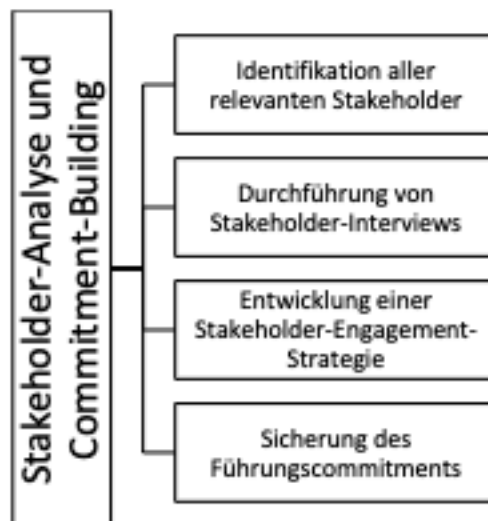 Stakeholder-Analyse und
Commitment-Building
Identifikation aller
relevanten Stakeholder
Durchführung von
Stakeholder-Interviews
Entwicklung einer
Stakeholder-Engagement-
Strategie
Sicherung des
Führungscommitments